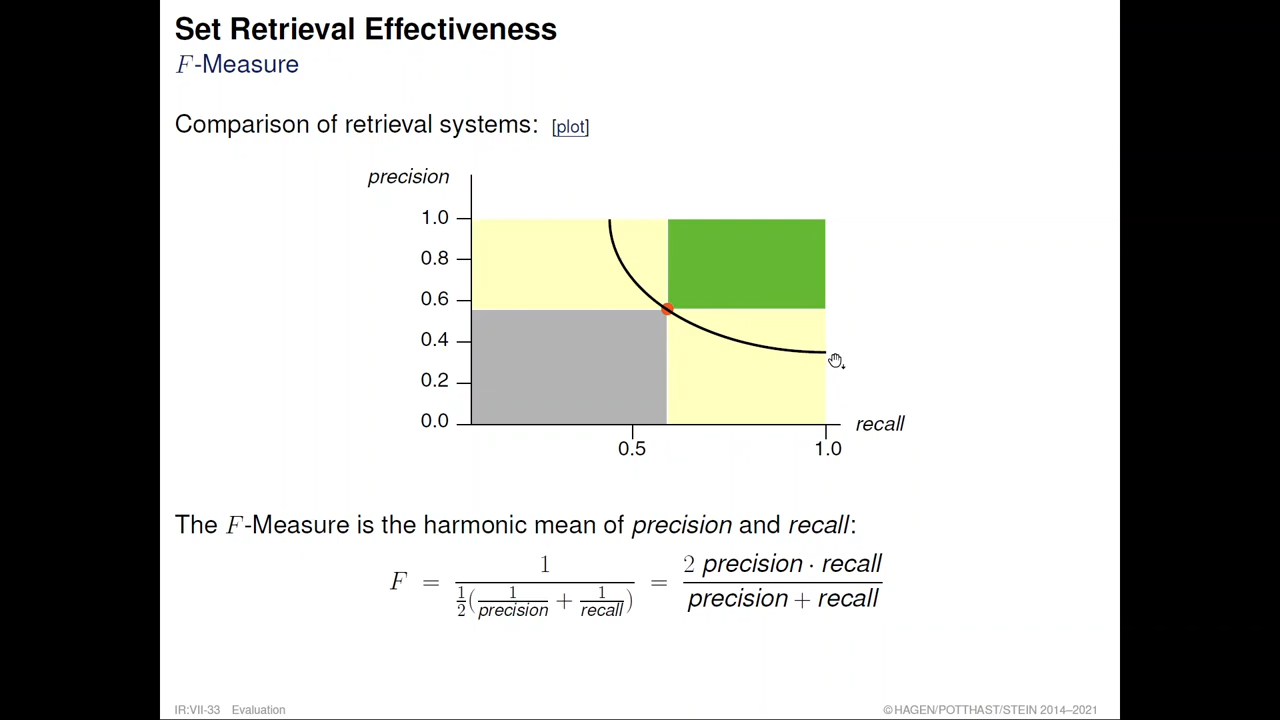 Set Retrieval Effectiveness
F-Measure
Comparison of retrieval systems: [plot]
precision
1.0
0.8
0.6
0.4
0.2
0.0
recall
0.5
1.0
The F-Measure is the harmonic mean of precision and recall:
F = 1 / (1/2(1/precision + 1/recall)) = 2 precision · recall / (precision + recall)
IR:VII-33 Evaluation
©HAGEN/POTTHAST/STEIN 2014–2021